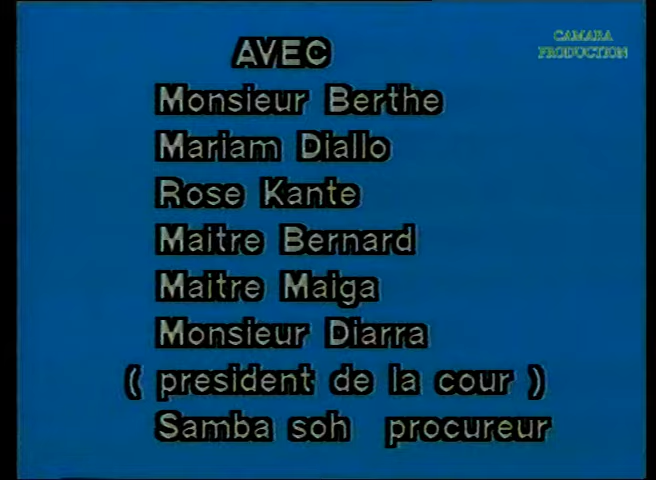 AVEC
CAMARA
PRODUCTION
Monsieur Berthe
Mariam Diallo
Rose Kante
Maitre Bernard
Maitre Maiga
Monsieur Diarra
( president de la cour )
Samba soh procureur